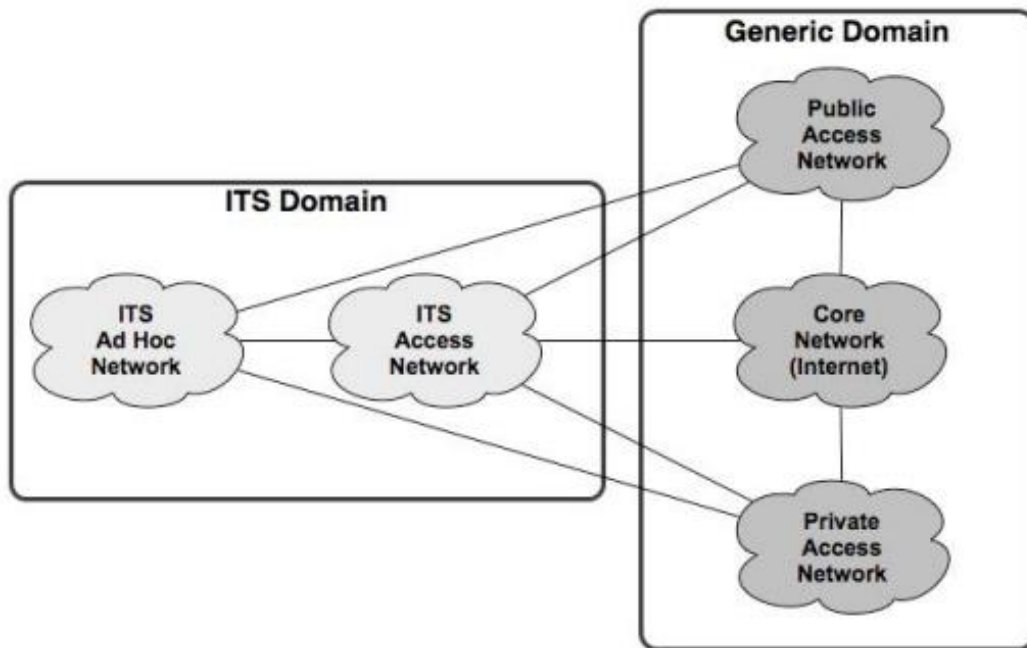 Generic Domain
Public
Access
Network
ITS Domain
ITS
Ad Hoc
Network
ITS
Access
Network
Core
Network
(Internet)
Private
Access
Network